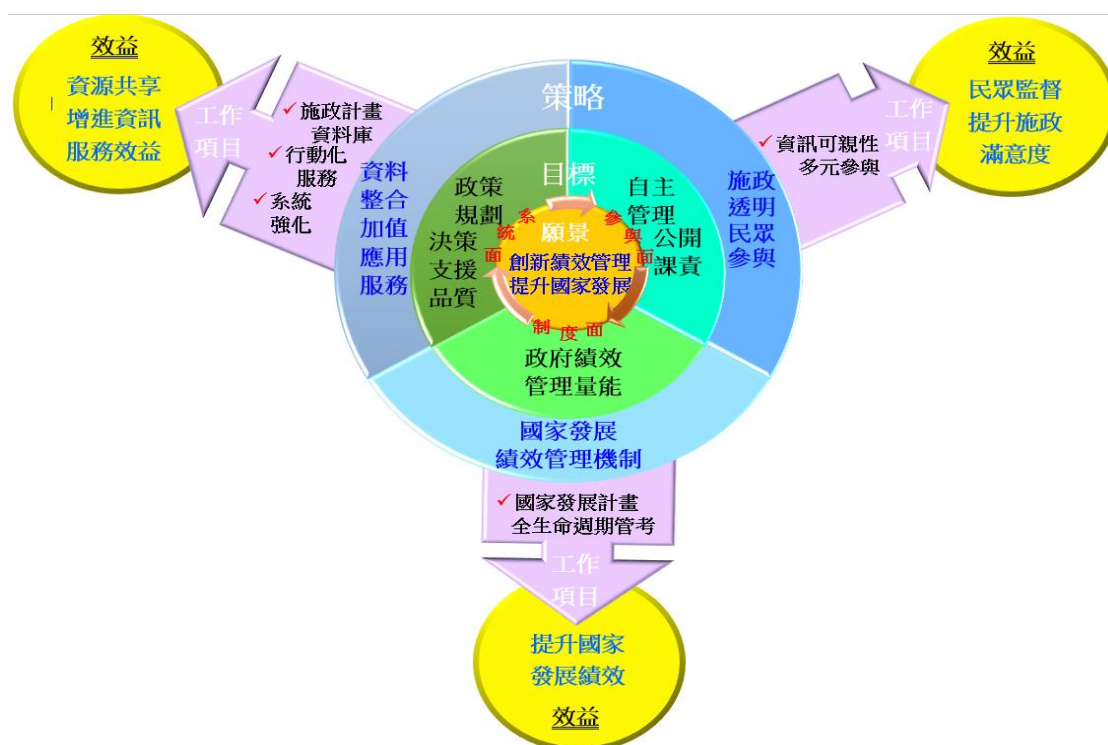 效益
資源共享
增進資訊
服務效益
工作
項目
施政計畫
資料庫
行動化
服務
系統
強化
效益
民眾監督
提升施政
滿意度
工作
項目
資訊可親性
多元參與
策略
資料
整合
加值
應用
服務
施政
透明
民眾
參與
國家發展
績效管理機制
目標
政策
規劃
決策
支援
品質
自主
管理
公開
課責
政府績效
管理量能
系統面
參與面
制度面
願景
創新績效管理
提升國家發展
國家發展計畫
全生命週期管考
工作
項目
提升國家
發展績效
效益